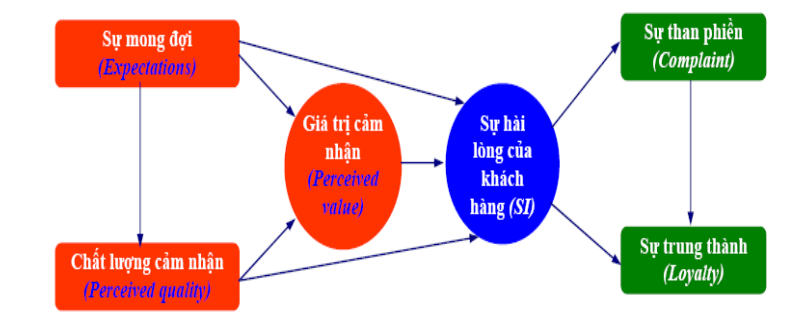 Sự mong đợi
(Expectations)
Chất lượng cảm nhận
(Perceived quality)
Giá trị cảm
nhận
(Perceived
value)
Sự hài
lòng của
khách
hàng (SI)
Sự than phiền
(Complaint)
Sự trung thành
(Loyalty)